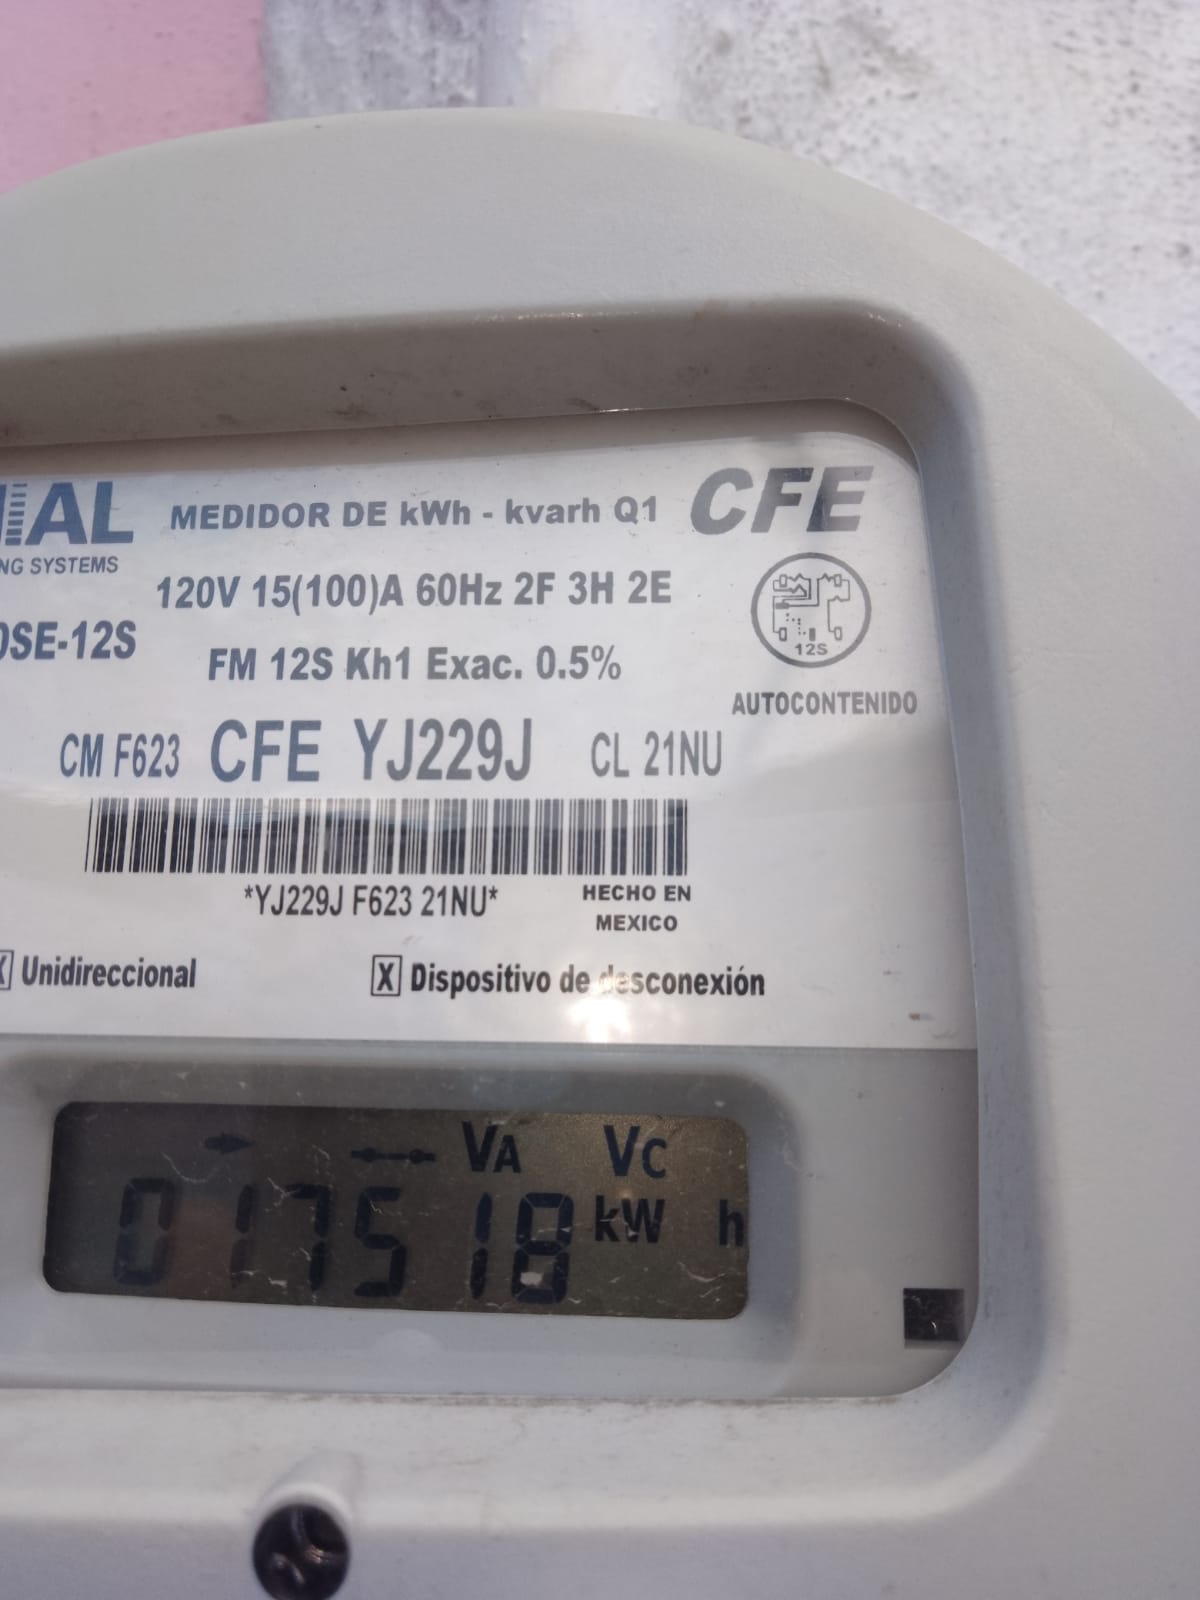 IAL
MEDIDOR DE kWh - kvarh Q1
CFE
NG SYSTEMS
120V 15(100)A 60Hz 2F 3H 2E
OSE-12S
12S
FM 12S Kh1 Exac. 0.5%
AUTOCONTENIDO
CM F623 CFE YJ229J CL 21NU
*YJ229J F623 21NU*
HECHO EN
MEXICO
X Unidireccional
X Dispositivo de desconexión
VA VC
017518 kW h